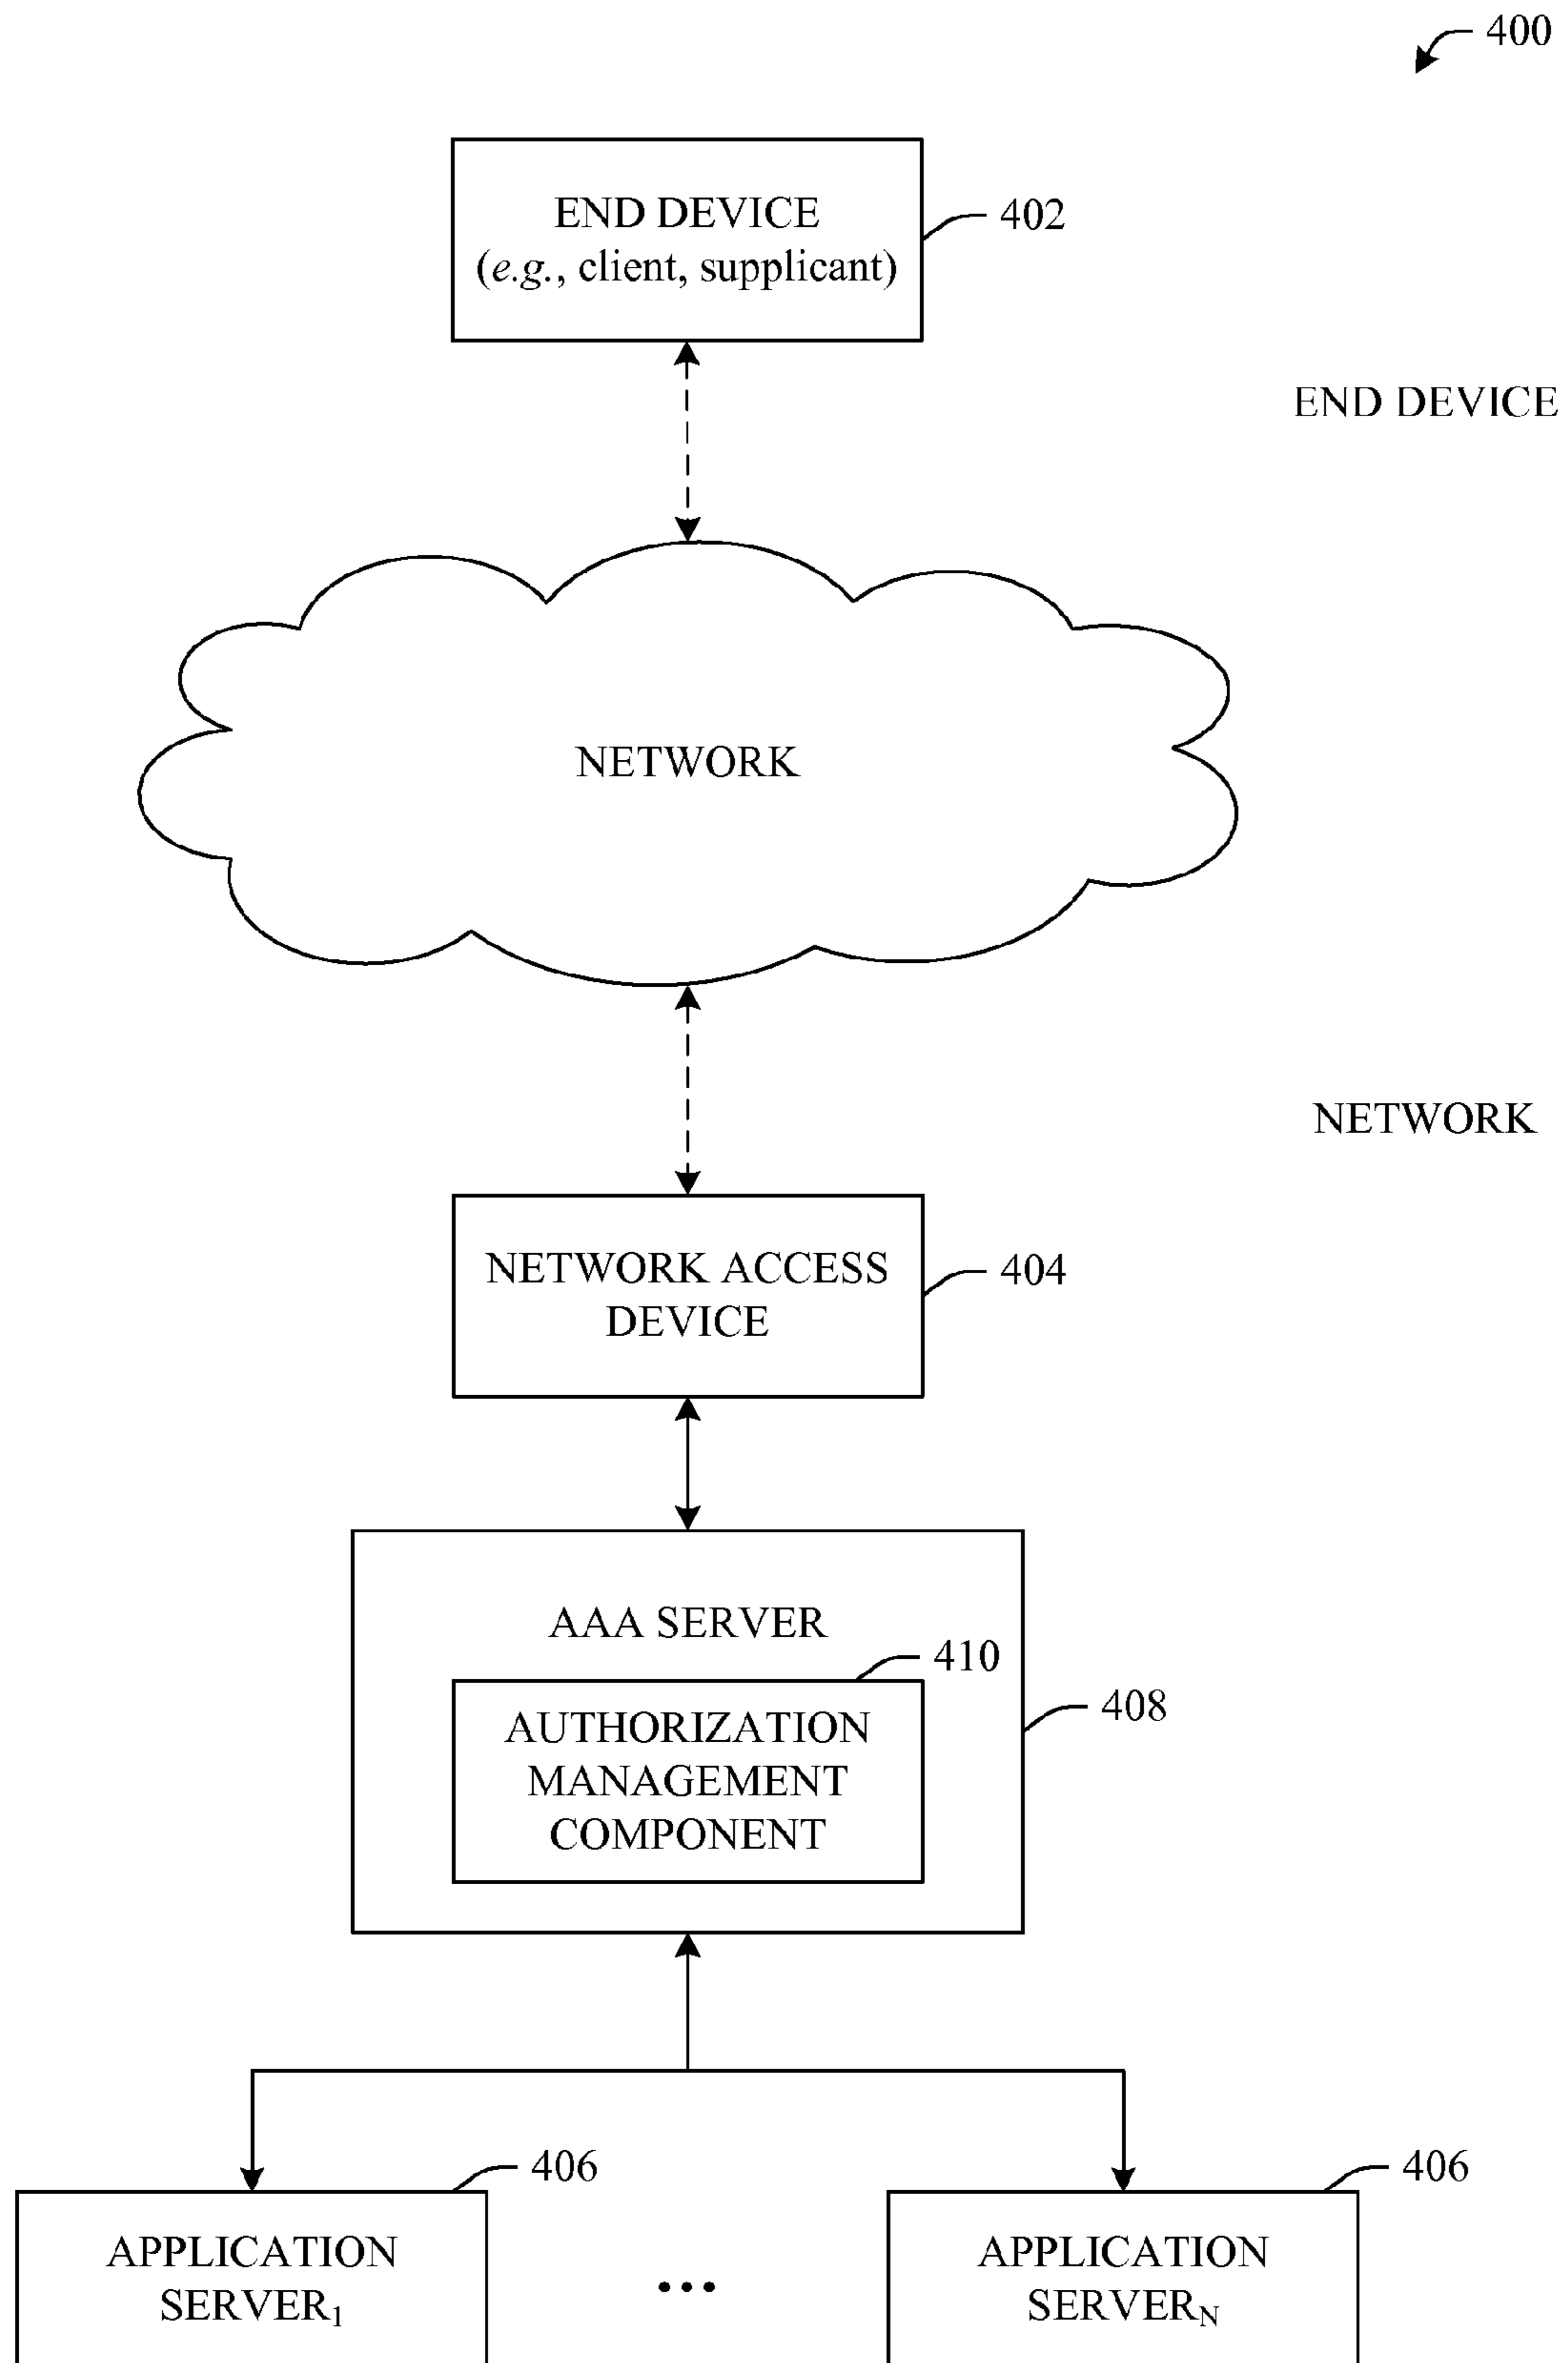 400
END DEVICE
(e.g., client, supplicant)
402
END DEVICE
NETWORK
NETWORK
NETWORK ACCESS
DEVICE
404
AAA SERVER
410
AUTHORIZATION
MANAGEMENT
COMPONENT
408
406
406
APPLICATION
SERVER1
...
APPLICATION
SERVERN